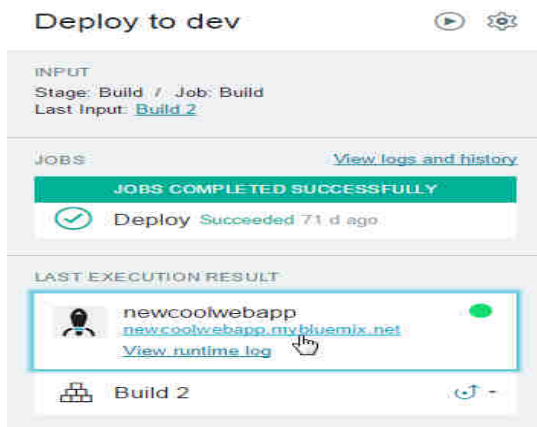 Deploy to dev
INPUT
Stage: Build / Job: Build
Last Input: Build 2
JOBS
View logs and history
JOBS COMPLETED SUCCESSFULLY
Deploy Succeeded 71 d ago
LAST EXECUTION RESULT
newcoolwebapp
newcoolwebapp.mybluemix.net
View runtime log
Build 2